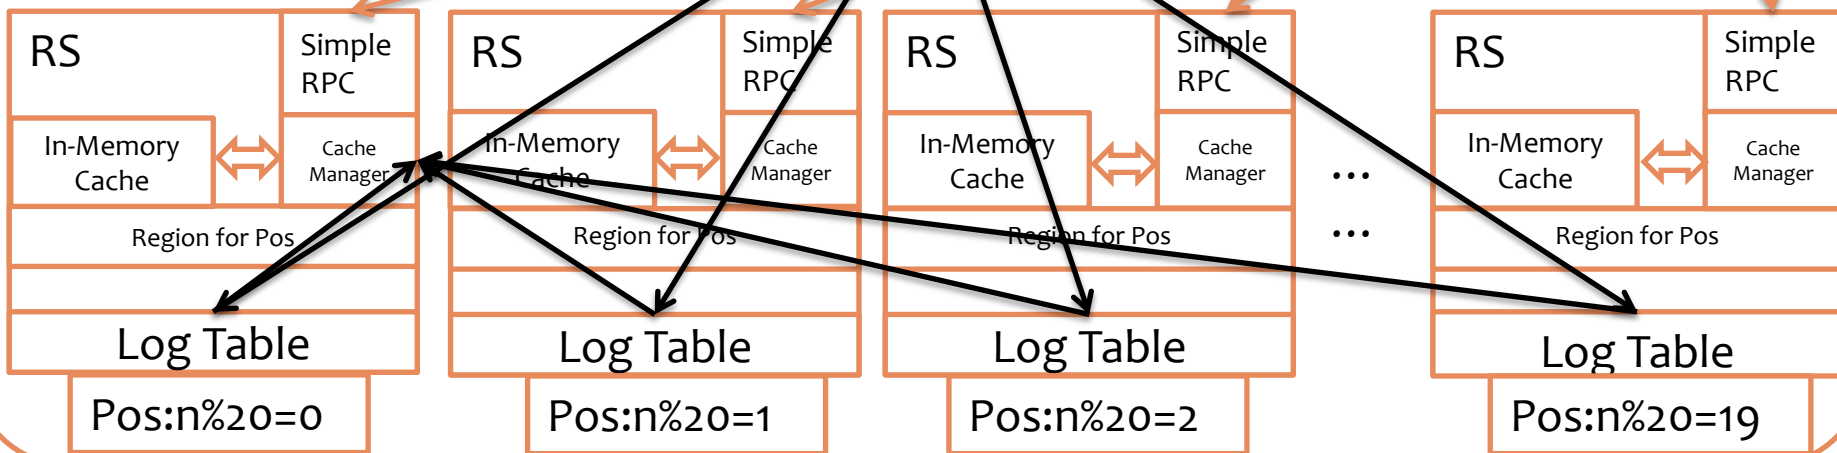 RS
Simple
RPC
In-Memory
Cache
Cache
Manager
Region for Pos
Log Table
Pos:n%20=0
RS
Simple
RPC
In-Memory
Cache
Cache
Manager
Region for Pos
Log Table
Pos:n%20=1
RS
Simple
RPC
In-Memory
Cache
Cache
Manager
Region for Pos
Log Table
Pos:n%20=2
...
...
RS
Simple
RPC
In-Memory
Cache
Cache
Manager
Region for Pos
Log Table
Pos:n%20=19